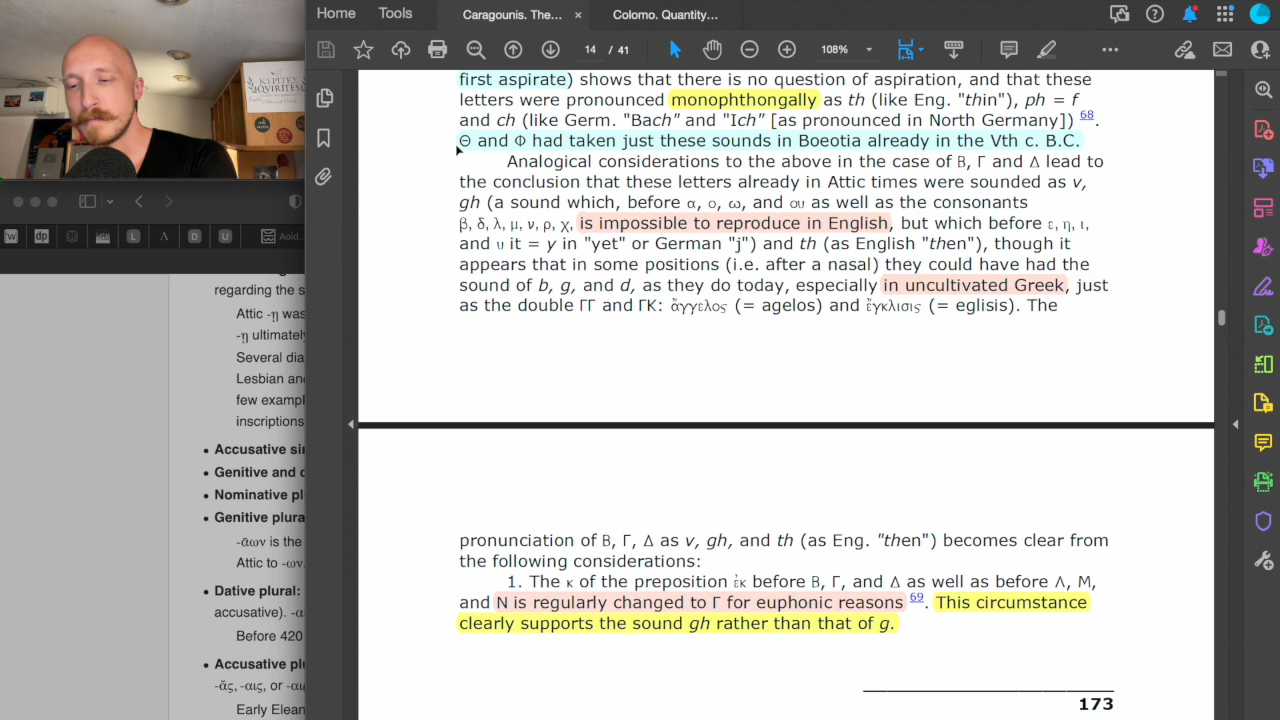 Home Tools Caragounis. The... × Colomo. Quantity...
14 / 41 108%
first aspirate) shows that there is no question of aspiration, and that these
letters were pronounced monophthongally as th (like Eng. "thin"), ph = f
and ch (like Germ. "Bach" and "Ich" [as pronounced in North Germany]) 68.
Θ and Φ had taken just these sounds in Boeotia already in the Vth c. B.C.
Analogical considerations to the above in the case of Β, Γ and Δ lead to
the conclusion that these letters already in Attic times were sounded as v,
gh (a sound which, before α, ο, ω, and ου as well as the consonants
β, δ, λ, μ, ν, ρ, χ, is impossible to reproduce in English, but which before ε, η, ι,
and υ it = y in "yet" or German "j") and th (as English "then"), though it
appears that in some positions (i.e. after a nasal) they could have had the
sound of b, g, and d, as they do today, especially in uncultivated Greek, just
as the double ΓΓ and ΓΚ: ἄγγελος (= agelos) and ἔγκλισις (= eglisis). The
pronunciation of Β, Γ, Δ as v, gh, and th (as Eng. "then") becomes clear from
the following considerations:
1. The κ of the preposition ἐκ before Β, Γ, and Δ as well as before Λ, Μ,
and Ν is regularly changed to Γ for euphonic reasons 69. This circumstance
clearly supports the sound gh rather than that of g.
173
W dp L Λ D U Aoid...
regarding the s
Attic -ῃ was
-ῃ ultimately
Several dia
Lesbian and
few exampl
inscriptions
• Accusative sin
• Genitive and d
• Nominative pl
• Genitive plura
-ᾱων is the
Attic to -ων.
• Dative plural:
accusative). -α
Before 420
• Accusative plu
-ᾰς, -αις, or -αι
Early Elean